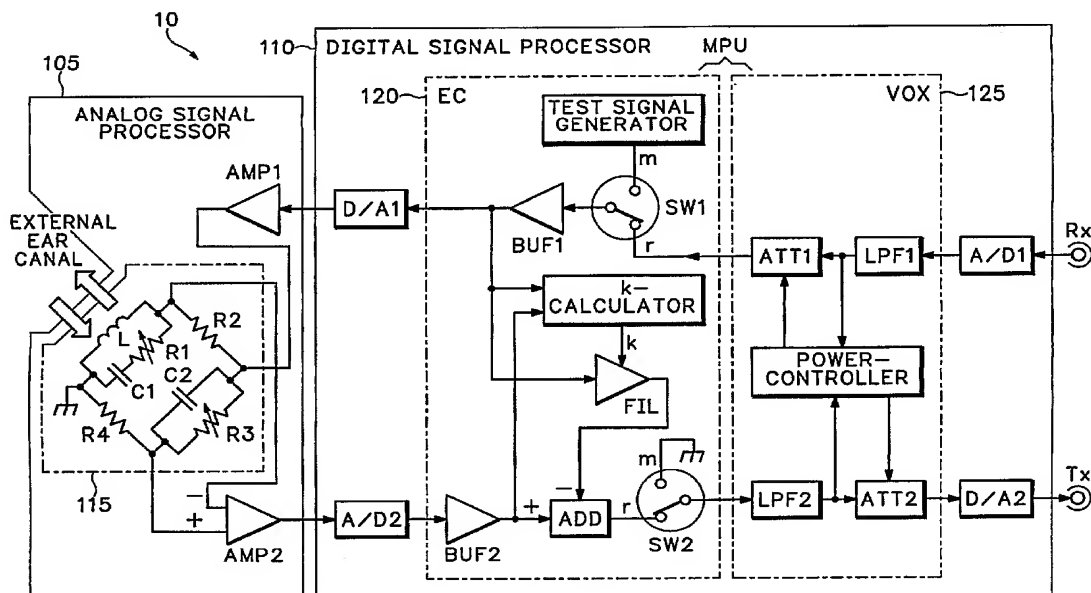 10
110
DIGITAL SIGNAL PROCESSOR
MPU
105
ANALOG SIGNAL
PROCESSOR
120
EC
VOX
125
TEST SIGNAL
GENERATOR
m
AMP1
D/A1
BUF1
SW1
r
EXTERNAL
EAR
CANAL
ATT1
LPF1
A/D1
Rx
k-
CALCULATOR
k
L
R1
R2
C1
C2
R4
R3
FIL
POWER-
CONTROLLER
115
m
−
+
AMP2
A/D2
BUF2
+
−
ADD
r
SW2
LPF2
ATT2
D/A2
Tx